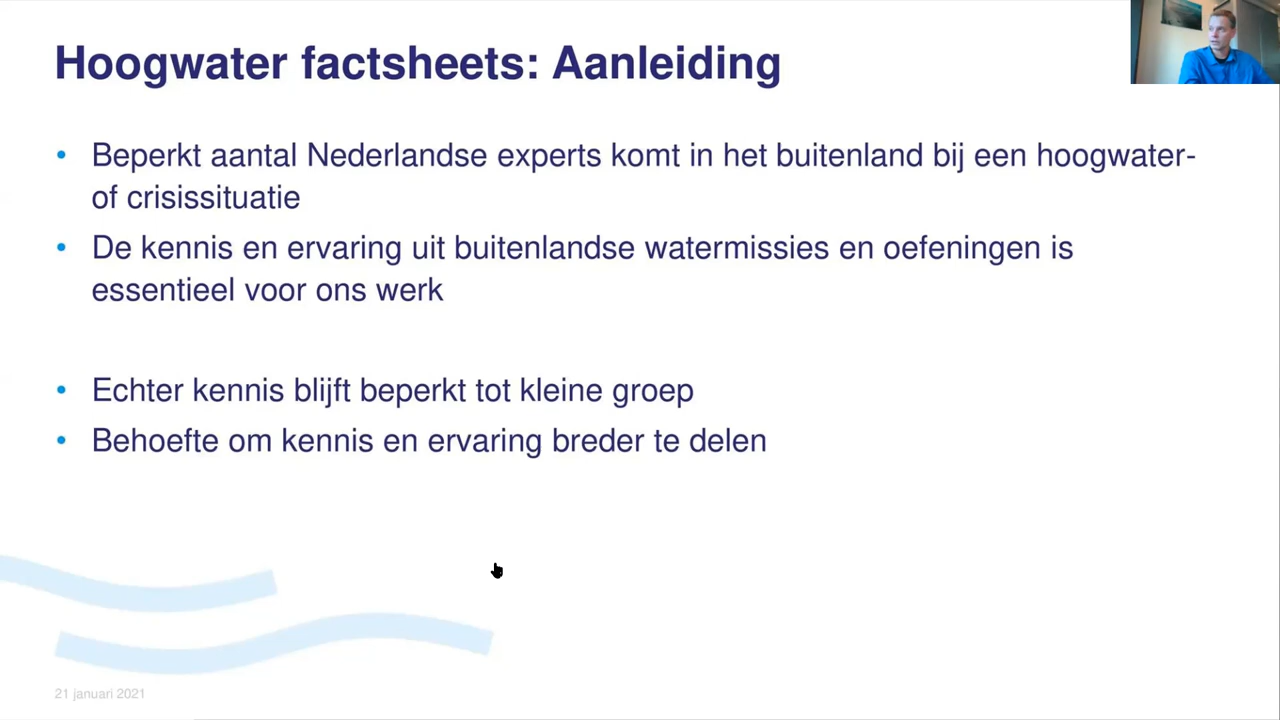 Hoogwater factsheets: Aanleiding
• Beperkt aantal Nederlandse experts komt in het buitenland bij een hoogwater-
of crisissituatie
• De kennis en ervaring uit buitenlandse watermissies en oefeningen is
essentieel voor ons werk
• Echter kennis blijft beperkt tot kleine groep
• Behoefte om kennis en ervaring breder te delen
21 januari 2021